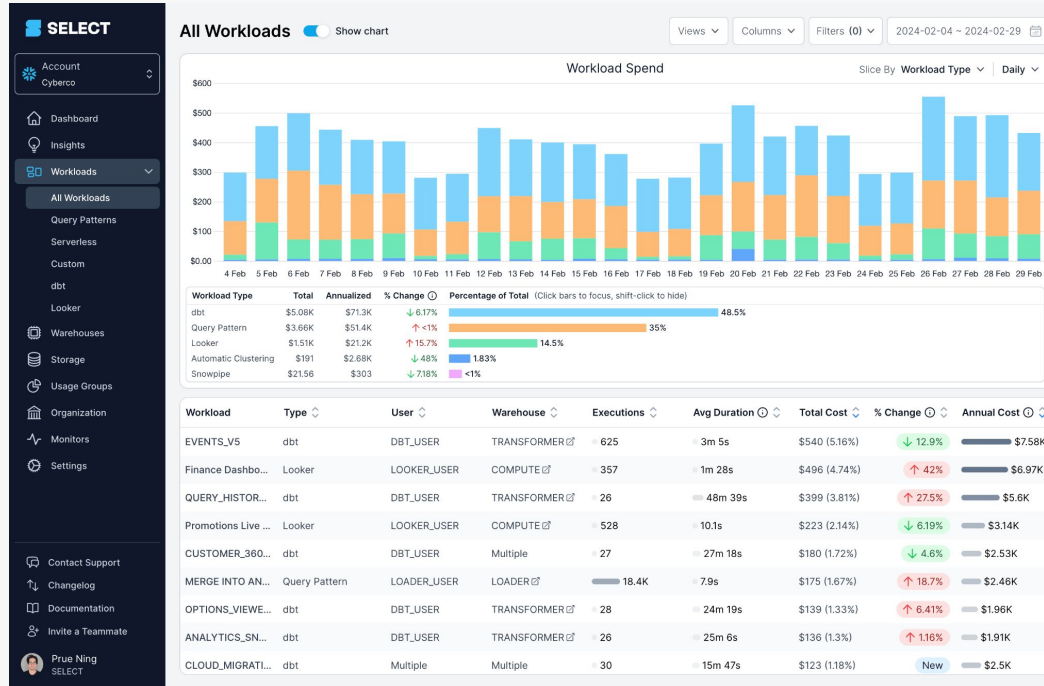 SELECT
Account
Cyberco
Dashboard
Insights
Workloads
All Workloads
Query Patterns
Serverless
Custom
dbt
Looker
Warehouses
Storage
Usage Groups
Organization
Monitors
Settings
Contact Support
Changelog
Documentation
Invite a Teammate
Prue Ning
SELECT
All Workloads Show chart Views Columns Filters (0) 2024-02-04 ~ 2024-02-29
Workload Spend Slice By Workload Type Daily
$600
$500
$400
$300
$200
$100
$0.00
4 Feb 5 Feb 6 Feb 7 Feb 8 Feb 9 Feb 10 Feb 11 Feb 12 Feb 13 Feb 14 Feb 15 Feb 16 Feb 17 Feb 18 Feb 19 Feb 20 Feb 21 Feb 22 Feb 23 Feb 24 Feb 25 Feb 26 Feb 27 Feb 28 Feb 29 Feb
Workload Type Total Annualized % Change Percentage of Total (Click bars to focus, shift-click to hide)
dbt $5.08K $71.3K ↓ 6.17% 48.5%
Query Pattern $3.66K $51.4K ↑ <1% 35%
Looker $1.51K $21.2K ↑ 15.7% 14.5%
Automatic Clustering $191 $2.68K ↓ 48% 1.83%
Snowpipe $21.56 $303 ↓ 7.18% <1%
Workload Type User Warehouse Executions Avg Duration Total Cost % Change Annual Cost
EVENTS_V5 dbt DBT_USER TRANSFORMER 625 3m 5s $540 (5.16%) ↓ 12.9% $7.58K
Finance Dashbo... Looker LOOKER_USER COMPUTE 357 1m 28s $496 (4.74%) ↑ 42% $6.97K
QUERY_HISTOR... dbt DBT_USER TRANSFORMER 26 48m 39s $399 (3.81%) ↑ 27.5% $5.6K
Promotions Live ... Looker LOOKER_USER COMPUTE 528 10.1s $223 (2.14%) ↓ 6.19% $3.14K
CUSTOMER_360... dbt DBT_USER Multiple 27 27m 18s $180 (1.72%) ↓ 4.6% $2.53K
MERGE INTO AN... Query Pattern LOADER_USER LOADER 18.4K 7.9s $175 (1.67%) ↑ 18.7% $2.46K
OPTIONS_VIEWE... dbt DBT_USER TRANSFORMER 28 24m 19s $139 (1.33%) ↑ 6.41% $1.96K
ANALYTICS_SN... dbt DBT_USER TRANSFORMER 26 25m 6s $136 (1.3%) ↑ 1.16% $1.91K
CLOUD_MIGRATI... dbt Multiple Multiple 30 15m 47s $123 (1.18%) New $2.5K